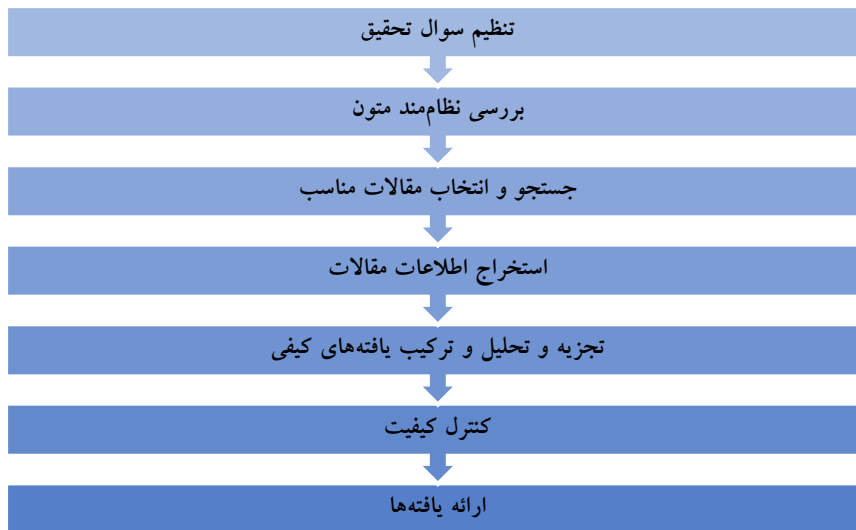 تنظیم سوال تحقیق
بررسی نظام‌مند متون
جستجو و انتخاب مقالات مناسب
استخراج اطلاعات مقالات
تجزیه و تحلیل و ترکیب یافته‌های کیفی
کنترل کیفیت
ارائه یافته‌ها